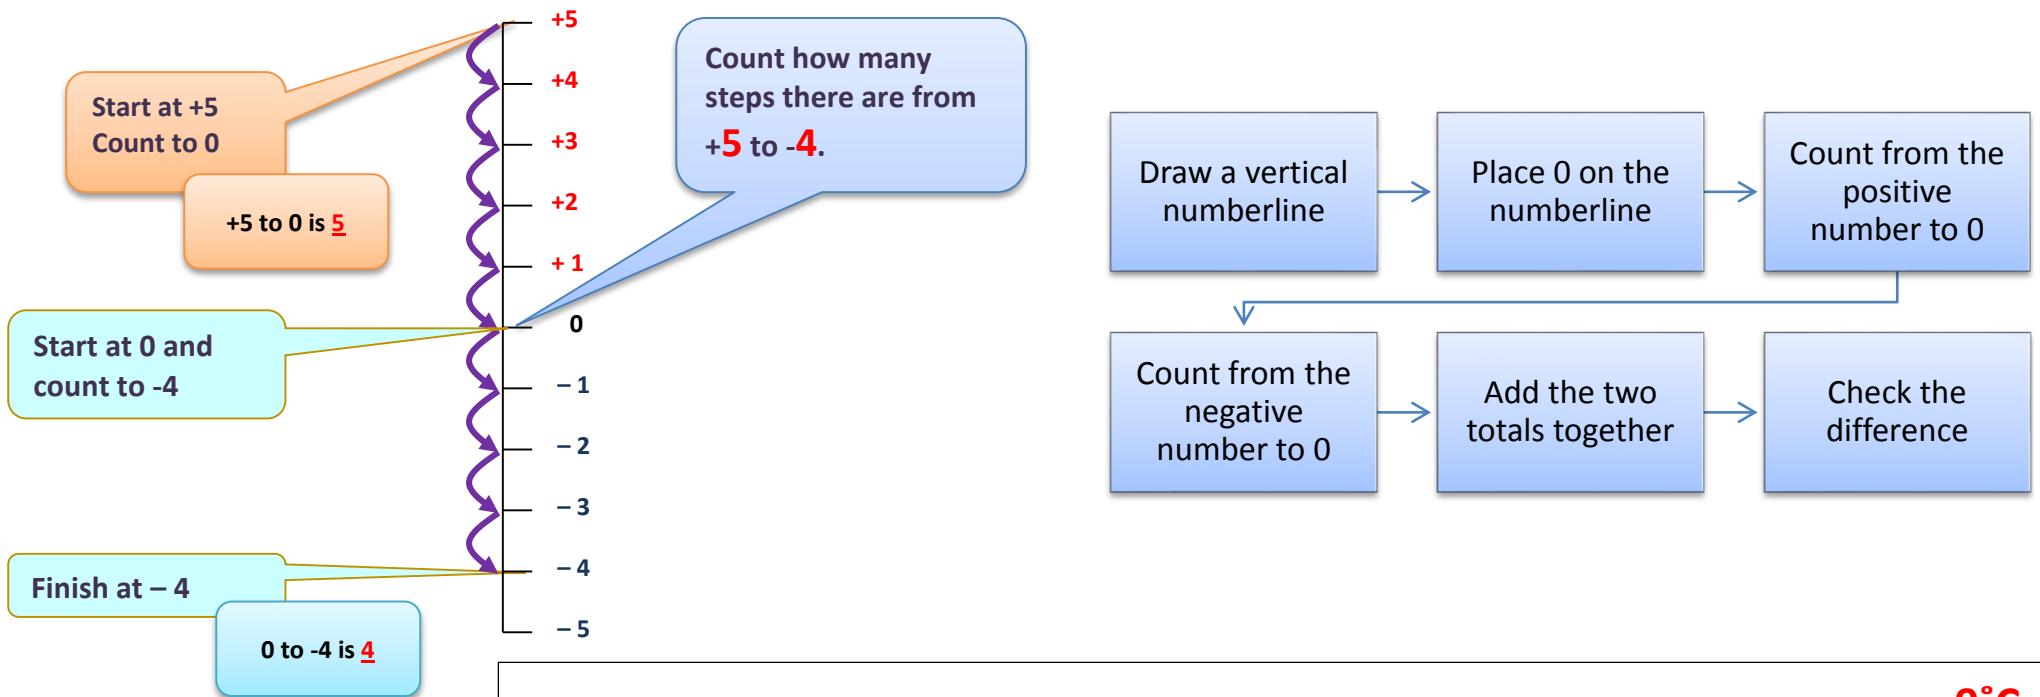 Start at +5
Count to 0
+5 to 0 is 5
Start at 0 and
count to -4
Finish at – 4
0 to -4 is 4
+5
+4
+3
+2
+ 1
0
– 1
– 2
– 3
– 4
– 5
Count how many
steps there are from
+5 to -4.
Draw a vertical
numberline
Place 0 on the
numberline
Count from the
positive
number to 0
Count from the
negative
number to 0
Add the two
totals together
Check the
difference